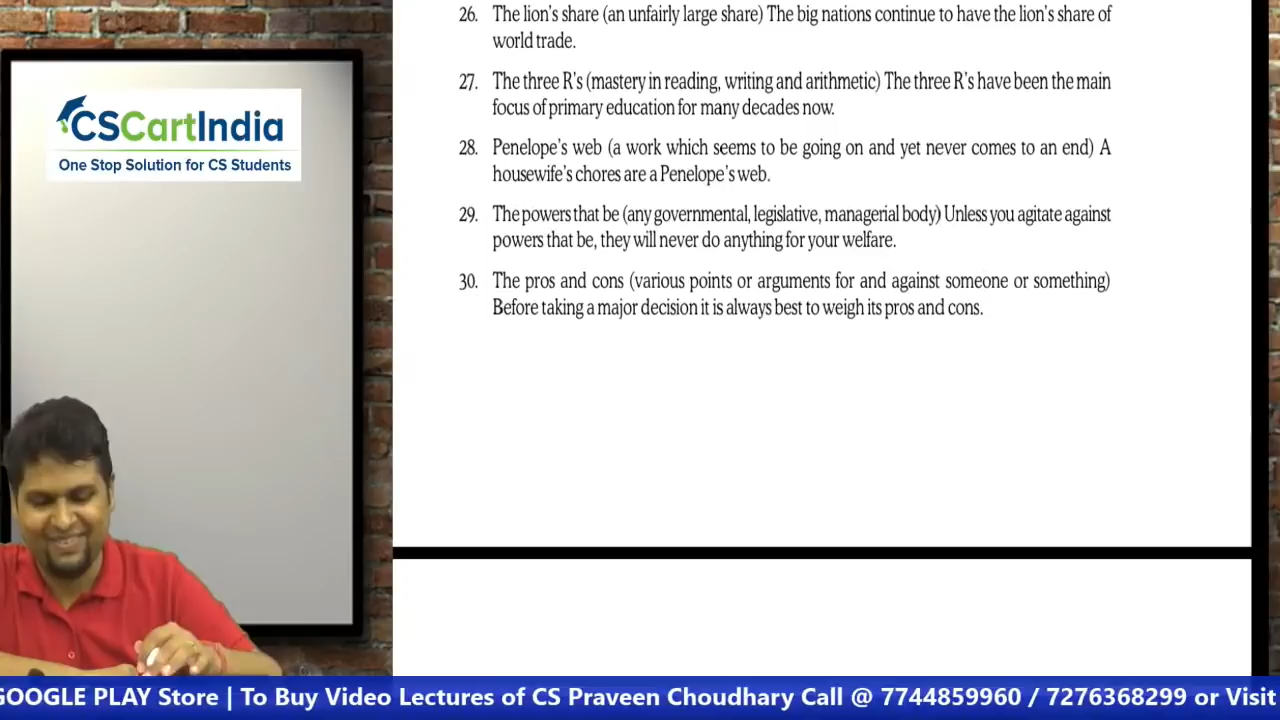 CSCartIndia
One Stop Solution for CS Students
26. The lion's share (an unfairly large share) The big nations continue to have the lion's share of
world trade.
27. The three R's (mastery in reading, writing and arithmetic) The three R's have been the main
focus of primary education for many decades now.
28. Penelope's web (a work which seems to be going on and yet never comes to an end) A
housewife's chores are a Penelope's web.
29. The powers that be (any governmental, legislative, managerial body) Unless you agitate against
powers that be, they will never do anything for your welfare.
30. The pros and cons (various points or arguments for and against someone or something)
Before taking a major decision it is always best to weigh its pros and cons.
GOOGLE PLAY Store | To Buy Video Lectures of CS Praveen Choudhary Call @ 7744859960 / 7276368299 or Visit